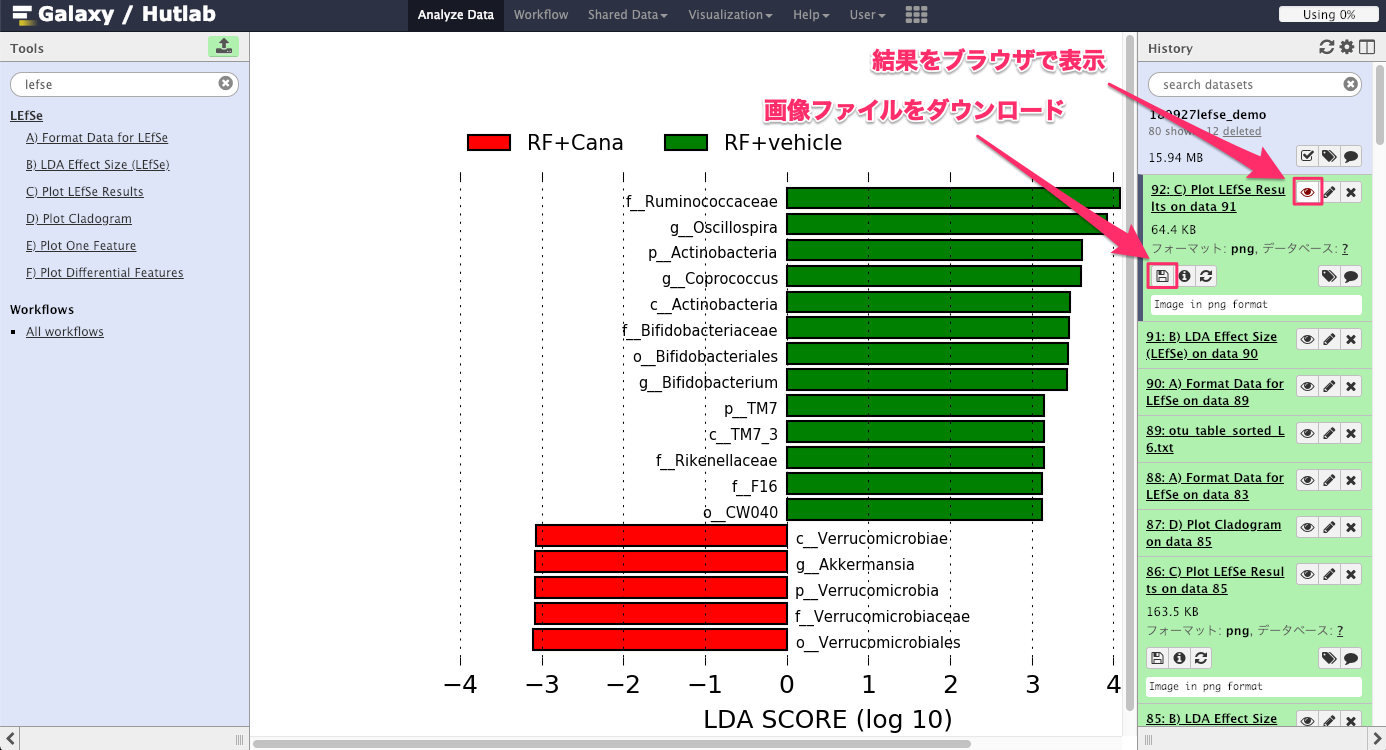 Galaxy / Hutlab
Analyze Data
Workflow
Shared Data
Visualization
Help
User
Using 0%
Tools
lefse
LEfSe
A) Format Data for LEfSe
B) LDA Effect Size (LEfSe)
C) Plot LEfSe Results
D) Plot Cladogram
E) Plot One Feature
F) Plot Differential Features
Workflows
All workflows
結果をブラウザで表示
画像ファイルをダウンロード
RF+Cana
RF+vehicle
f__Ruminococcaceae
g__Oscillospira
p__Actinobacteria
g__Coprococcus
c__Actinobacteria
f__Bifidobacteriaceae
o__Bifidobacteriales
g__Bifidobacterium
p__TM7
c__TM7_3
f__Rikenellaceae
f__F16
o__CW040
c__Verrucomicrobiae
g__Akkermansia
p__Verrucomicrobia
f__Verrucomicrobiaceae
o__Verrucomicrobiales
−4 −3 −2 −1 0 1 2 3 4
LDA SCORE (log 10)
History
search datasets
180927lefse_demo
80 shown, 12 deleted
15.94 MB
92: C) Plot LEfSe Resu
lts on data 91
64.4 KB
フォーマット: png, データベース: ?
Image in png format
91: B) LDA Effect Size
(LEfSe) on data 90
90: A) Format Data for
LEfSe on data 89
89: otu_table_sorted_L
6.txt
88: A) Format Data for
LEfSe on data 83
87: D) Plot Cladogram
on data 85
86: C) Plot LEfSe Resul
ts on data 85
163.5 KB
フォーマット: png, データベース: ?
Image in png format
85: B) LDA Effect Size